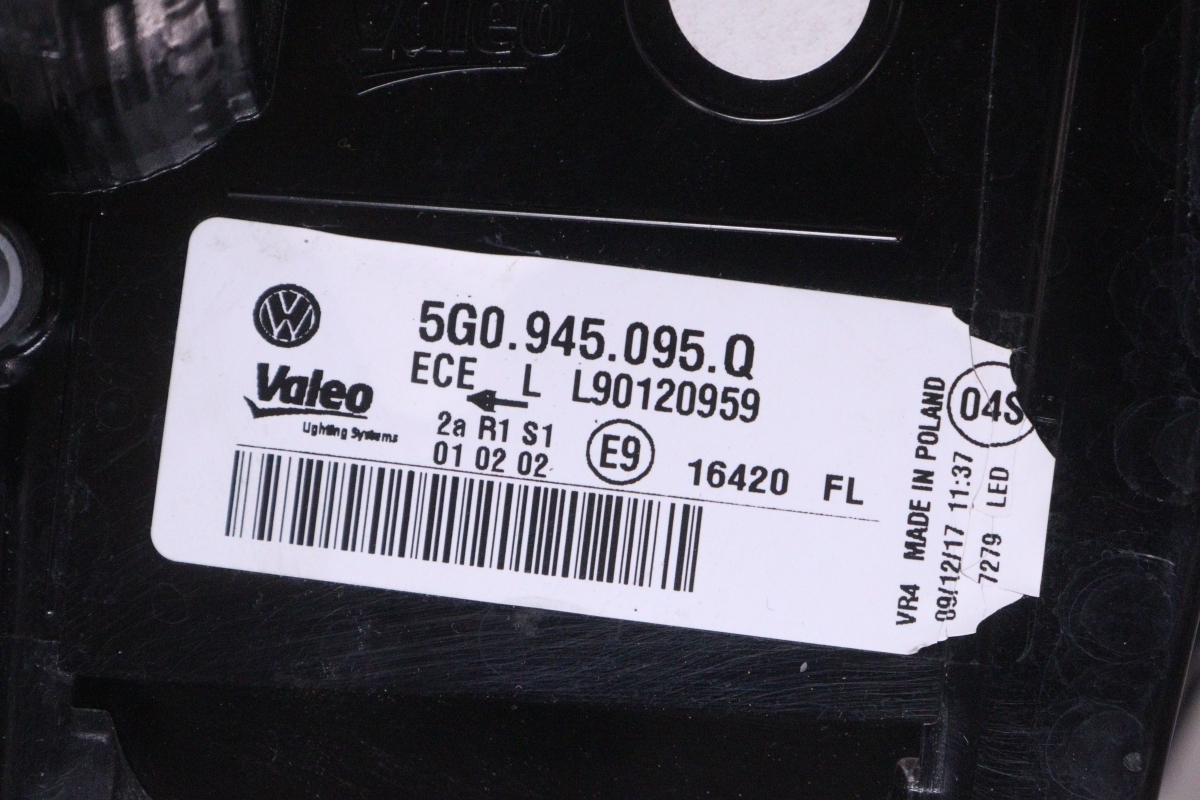 Valeo
5G0.945.095.Q
ECE L L90120959
Valeo
Lighting Systems
2a R1 S1
01 02 02
E9
16420 FL
VR4 MADE IN POLAND
09/12/17 11:37
7279 LED
04S